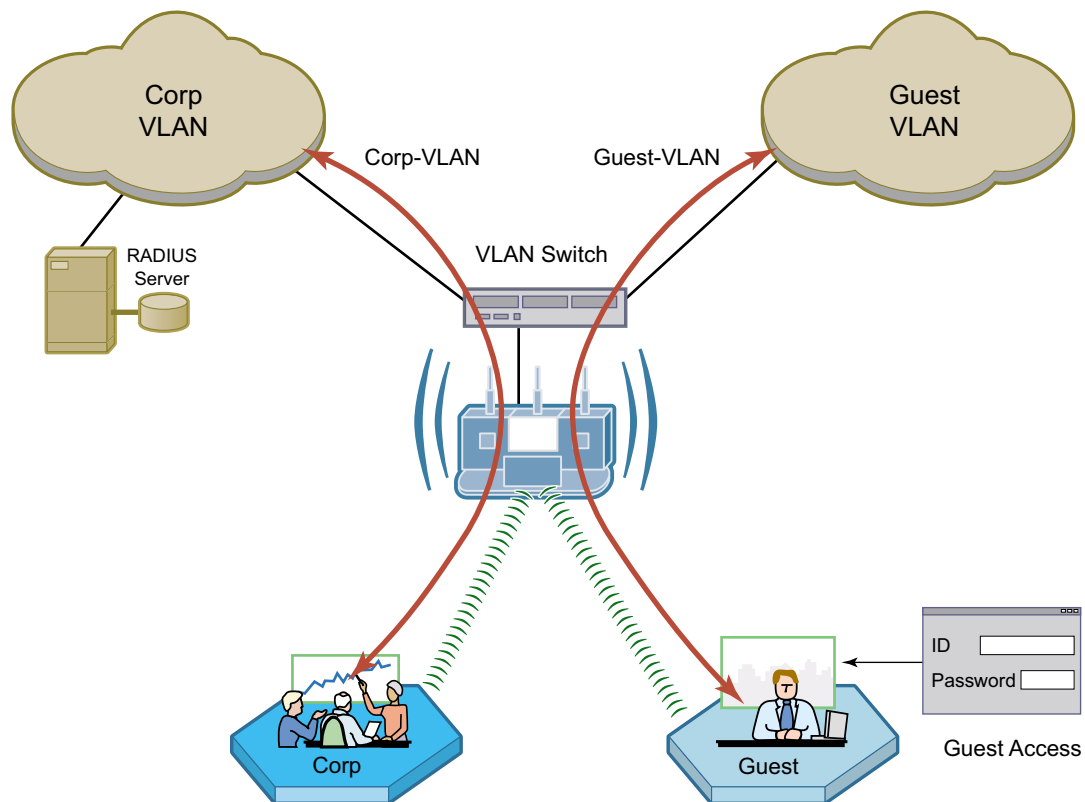 Corp
VLAN
Guest
VLAN
Corp-VLAN
Guest-VLAN
RADIUS
Server
VLAN Switch
ID
Password
Corp
Guest
Guest Access